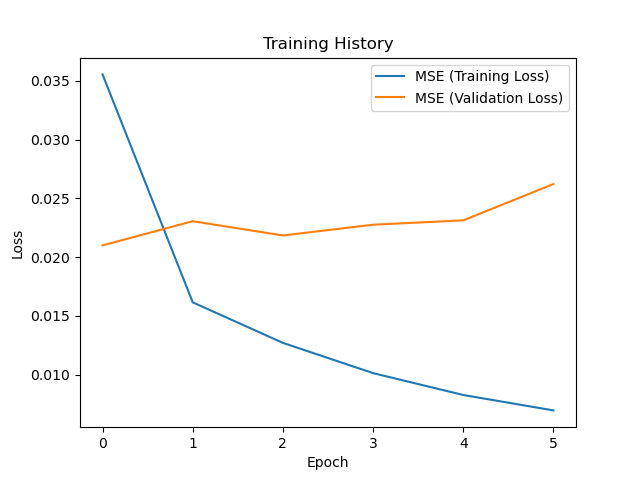 Training History
MSE (Training Loss)
MSE (Validation Loss)
0.035
0.030
0.025
0.020
0.015
0.010
Loss
0 1 2 3 4 5
Epoch